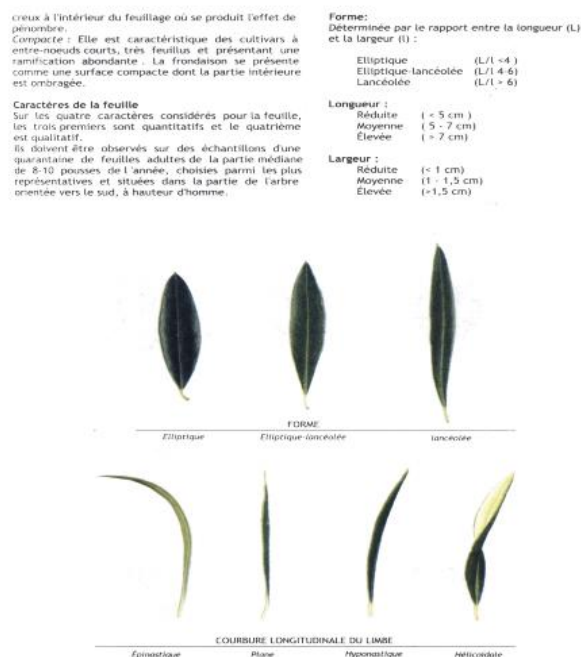 creux à l'intérieur du feuillage où se produit l'effet de
pénombre.
Compacte : Elle est caractéristique des cultivars à
entre-noeuds courts, très feuillus et présentant une
ramification abondante . La frondaison se présente
comme une surface compacte dont la partie intérieure
est ombragée.
Caractères de la feuille
Sur les quatre caractères considérés pour la feuille,
les trois premiers sont quantitatifs et le quatrième
est qualitatif.
Ils doivent être observés sur des échantillons d'une
quarantaine de feuilles adultes de la partie médiane
de 8-10 pousses de l'année, choisies parmi les plus
représentatives et situées dans la partie de l'arbre
orientée vers le sud, à hauteur d'homme.
Forme:
Déterminée par le rapport entre la longueur (L)
et la largeur (l) :
Elliptique (L/l <4 )
Elliptique-lancéolée (L/l 4-6)
Lancéolée (L/l > 6)
Longueur :
Réduite ( < 5 cm )
Moyenne ( 5 - 7 cm)
Élevée ( > 7 cm)
Largeur :
Réduite (< 1 cm)
Moyenne (1 - 1,5 cm)
Élevée (>1,5 cm)
FORME
Elliptique Elliptique-lancéolée lancéolée
COURBURE LONGITUDINALE DU LIMBE
Épinastique Plane Hyponastique Hélicoïdale